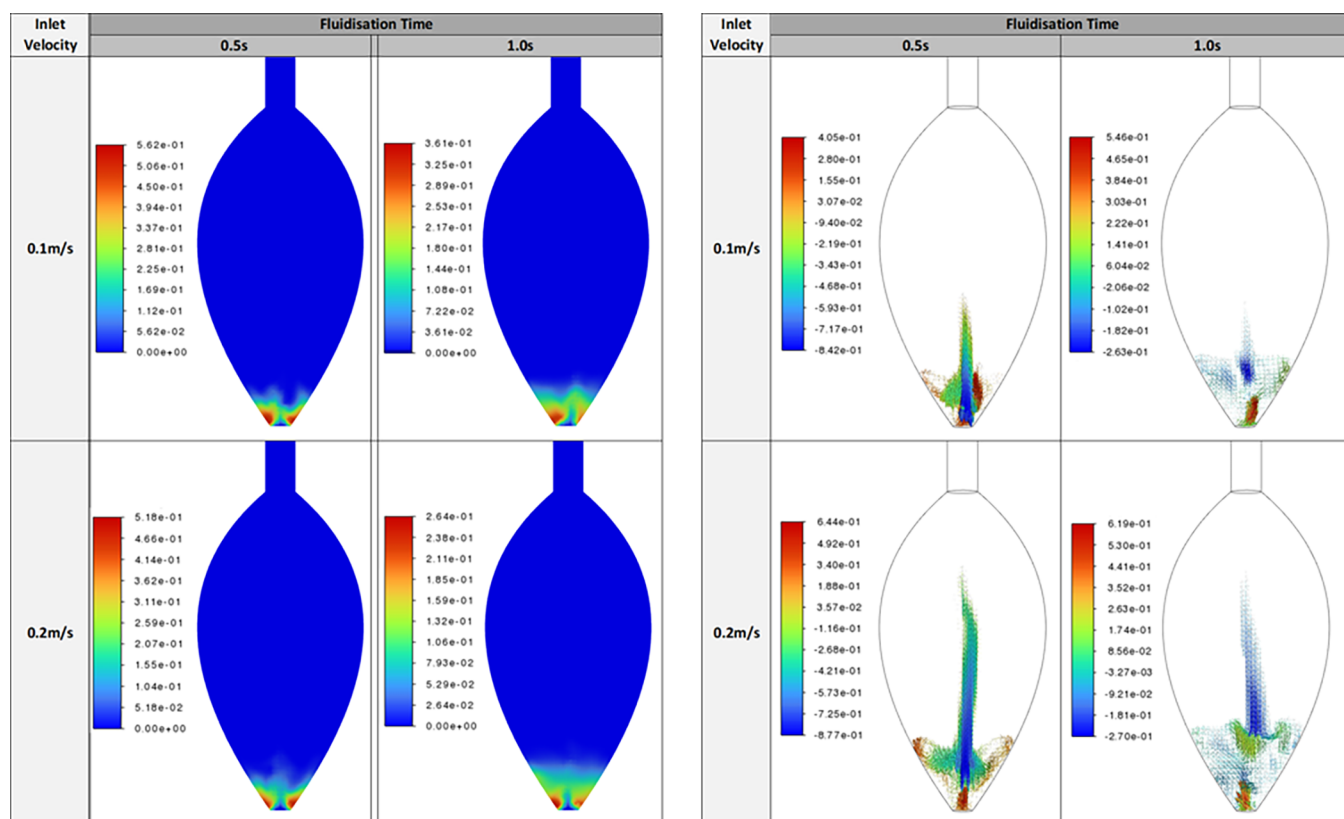 Inlet Velocity
Fluidisation Time
0.5s
1.0s
0.1m/s
5.62e-01
5.06e-01
4.50e-01
3.94e-01
3.37e-01
2.81e-01
2.25e-01
1.69e-01
1.12e-01
5.62e-02
0.00e+00
3.61e-01
3.25e-01
2.89e-01
2.53e-01
2.17e-01
1.80e-01
1.44e-01
1.08e-01
7.22e-02
3.61e-02
0.00e+00
0.2m/s
5.18e-01
4.66e-01
4.14e-01
3.62e-01
3.11e-01
2.59e-01
2.07e-01
1.55e-01
1.04e-01
5.18e-02
0.00e+00
2.64e-01
2.38e-01
2.11e-01
1.85e-01
1.59e-01
1.32e-01
1.06e-01
7.93e-02
5.29e-02
2.64e-02
0.00e+00
Inlet Velocity
Fluidisation Time
0.5s
1.0s
0.1m/s
4.05e-01
2.80e-01
1.55e-01
3.07e-02
-9.40e-02
-2.19e-01
-3.43e-01
-4.68e-01
-5.93e-01
-7.17e-01
-8.42e-01
5.46e-01
4.65e-01
3.84e-01
3.03e-01
2.22e-01
1.41e-01
6.04e-02
-2.06e-02
-1.02e-01
-1.82e-01
-2.63e-01
0.2m/s
6.44e-01
4.92e-01
3.40e-01
1.88e-01
3.57e-02
-1.16e-01
-2.68e-01
-4.21e-01
-5.73e-01
-7.25e-01
-8.77e-01
6.19e-01
5.30e-01
4.41e-01
3.52e-01
2.63e-01
1.74e-01
8.56e-02
-3.27e-03
-9.21e-02
-1.81e-01
-2.70e-01